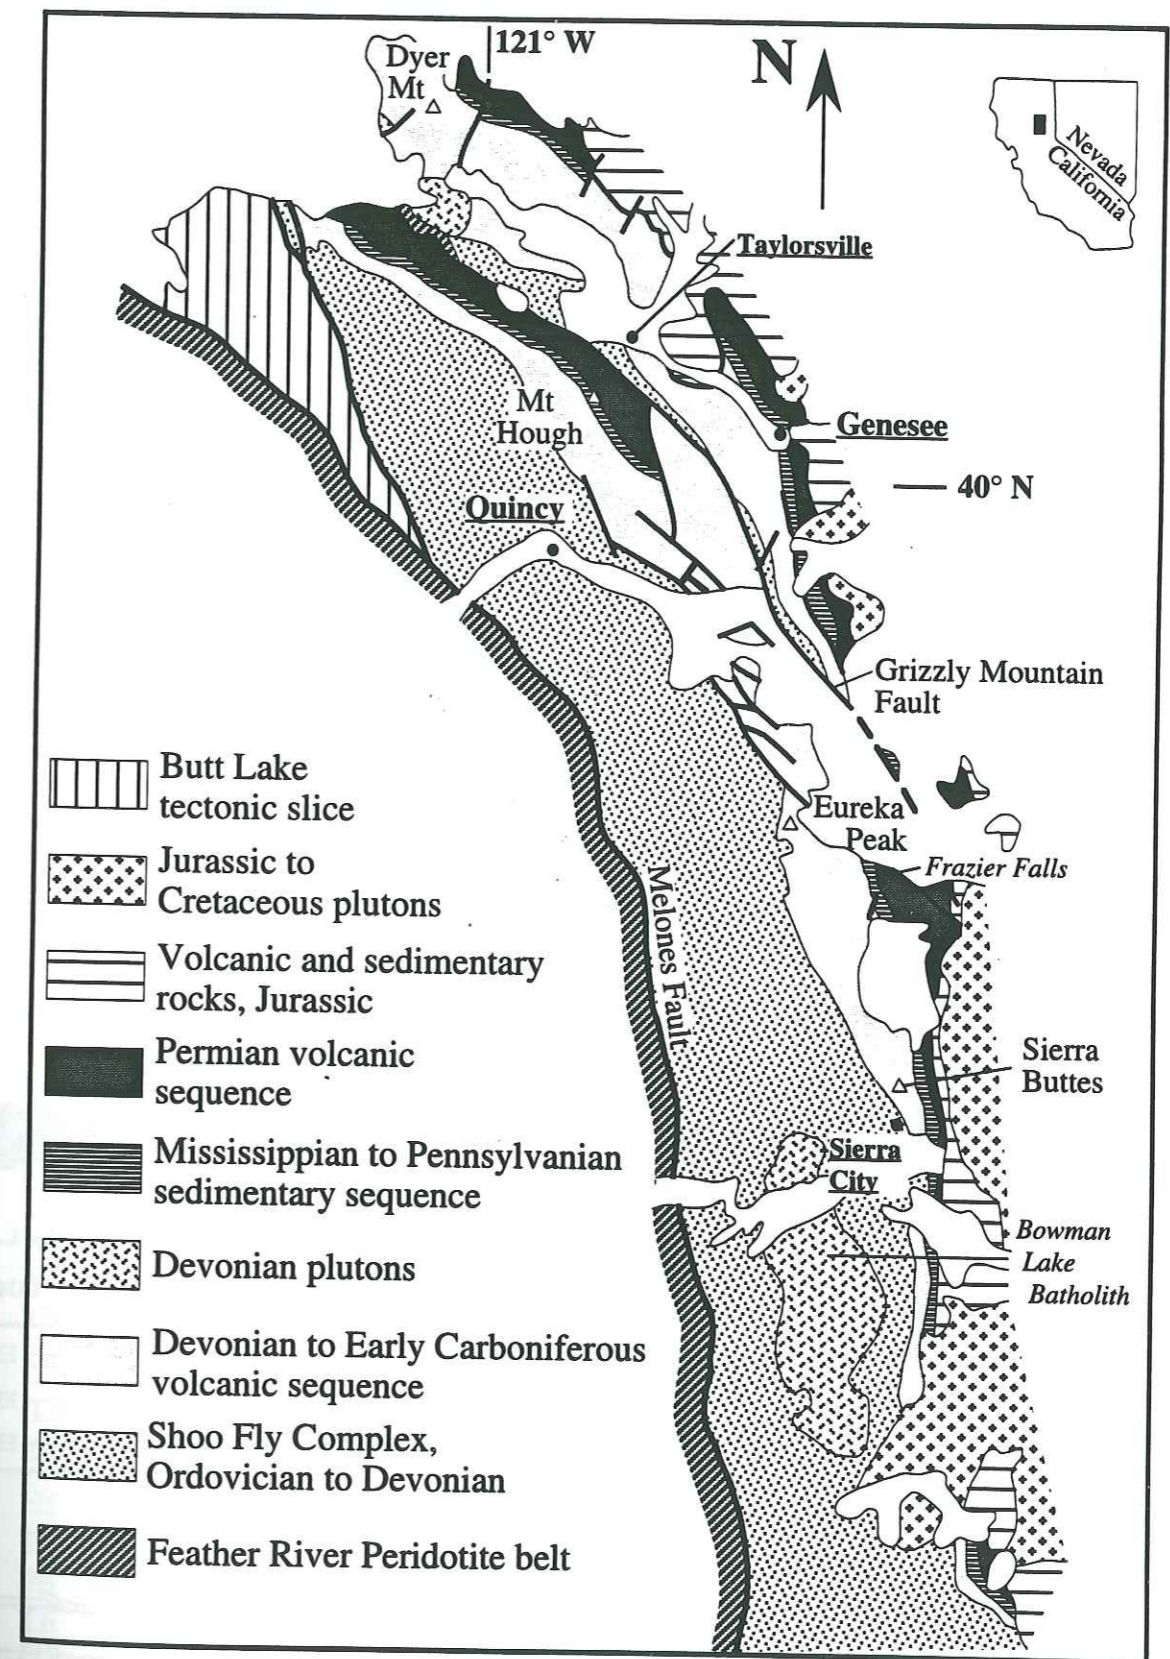 121° W
N
Dyer
Mt
Nevada
California
Taylorsville
Mt
Hough
Genesee
40° N
Quincy
Grizzly Mountain
Fault
Eureka
Peak
Frazier Falls
Melones Fault
Sierra
Buttes
Sierra
City
Bowman
Lake
Batholith
Butt Lake
tectonic slice
Jurassic to
Cretaceous plutons
Volcanic and sedimentary
rocks, Jurassic
Permian volcanic
sequence
Mississippian to Pennsylvanian
sedimentary sequence
Devonian plutons
Devonian to Early Carboniferous
volcanic sequence
Shoo Fly Complex,
Ordovician to Devonian
Feather River Peridotite belt